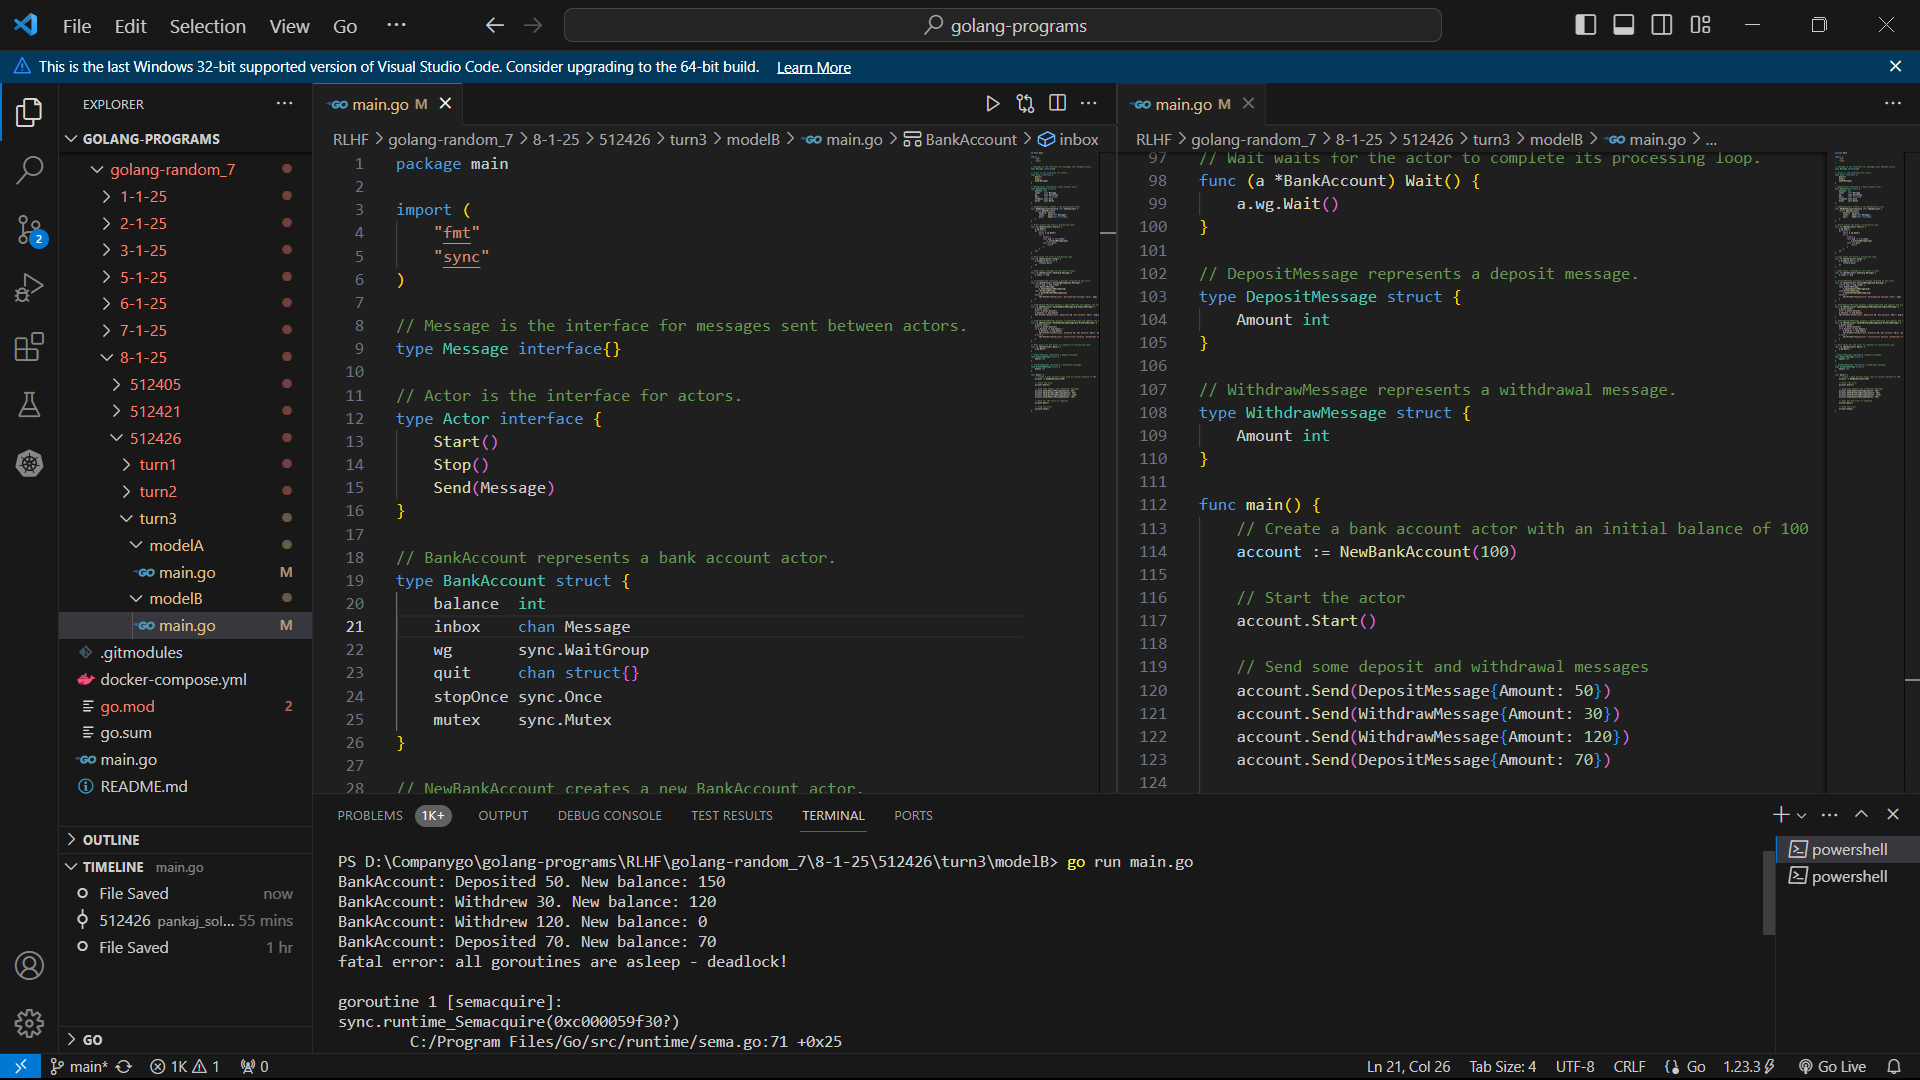 File Edit Selection View Go ···
golang-programs
This is the last Windows 32-bit supported version of Visual Studio Code. Consider upgrading to the 64-bit build. Learn More
EXPLORER
GOLANG-PROGRAMS
golang-random_7
1-1-25
2-1-25
3-1-25
5-1-25
6-1-25
7-1-25
8-1-25
512405
512421
512426
turn1
turn2
turn3
modelA
main.go M
modelB
main.go M
.gitmodules
docker-compose.yml
go.mod 2
go.sum
main.go
README.md
OUTLINE
TIMELINE main.go
File Saved now
512426 pankaj_sol... 55 mins
File Saved 1 hr
GO
2
main.go M
RLHF > golang-random_7 > 8-1-25 > 512426 > turn3 > modelB > main.go > BankAccount > inbox
1 package main
2
3 import (
4 "fmt"
5 "sync"
6 )
7
8 // Message is the interface for messages sent between actors.
9 type Message interface{}
10
11 // Actor is the interface for actors.
12 type Actor interface {
13 Start()
14 Stop()
15 Send(Message)
16 }
17
18 // BankAccount represents a bank account actor.
19 type BankAccount struct {
20 balance int
21 inbox chan Message
22 wg sync.WaitGroup
23 quit chan struct{}
24 stopOnce sync.Once
25 mutex sync.Mutex
26 }
27
28 // NewBankAccount creates a new BankAccount actor.
main.go M
RLHF > golang-random_7 > 8-1-25 > 512426 > turn3 > modelB > main.go > ...
97 // Wait waits for the actor to complete its processing loop.
98 func (a *BankAccount) Wait() {
99 a.wg.Wait()
100 }
101
102 // DepositMessage represents a deposit message.
103 type DepositMessage struct {
104 Amount int
105 }
106
107 // WithdrawMessage represents a withdrawal message.
108 type WithdrawMessage struct {
109 Amount int
110 }
111
112 func main() {
113 // Create a bank account actor with an initial balance of 100
114 account := NewBankAccount(100)
115
116 // Start the actor
117 account.Start()
118
119 // Send some deposit and withdrawal messages
120 account.Send(DepositMessage{Amount: 50})
121 account.Send(WithdrawMessage{Amount: 30})
122 account.Send(WithdrawMessage{Amount: 120})
123 account.Send(DepositMessage{Amount: 70})
124
PROBLEMS 1K+ OUTPUT DEBUG CONSOLE TEST RESULTS TERMINAL PORTS
PS D:\Companygo\golang-programs\RLHF\golang-random_7\8-1-25\512426\turn3\modelB> go run main.go
BankAccount: Deposited 50. New balance: 150
BankAccount: Withdrew 30. New balance: 120
BankAccount: Withdrew 120. New balance: 0
BankAccount: Deposited 70. New balance: 70
fatal error: all goroutines are asleep - deadlock!

goroutine 1 [semacquire]:
sync.runtime_Semacquire(0xc000059f30?)
C:/Program Files/Go/src/runtime/sema.go:71 +0x25
powershell
powershell
main* 1K 1 0
Ln 21, Col 26 Tab Size: 4 UTF-8 CRLF Go 1.23.3 Go Live